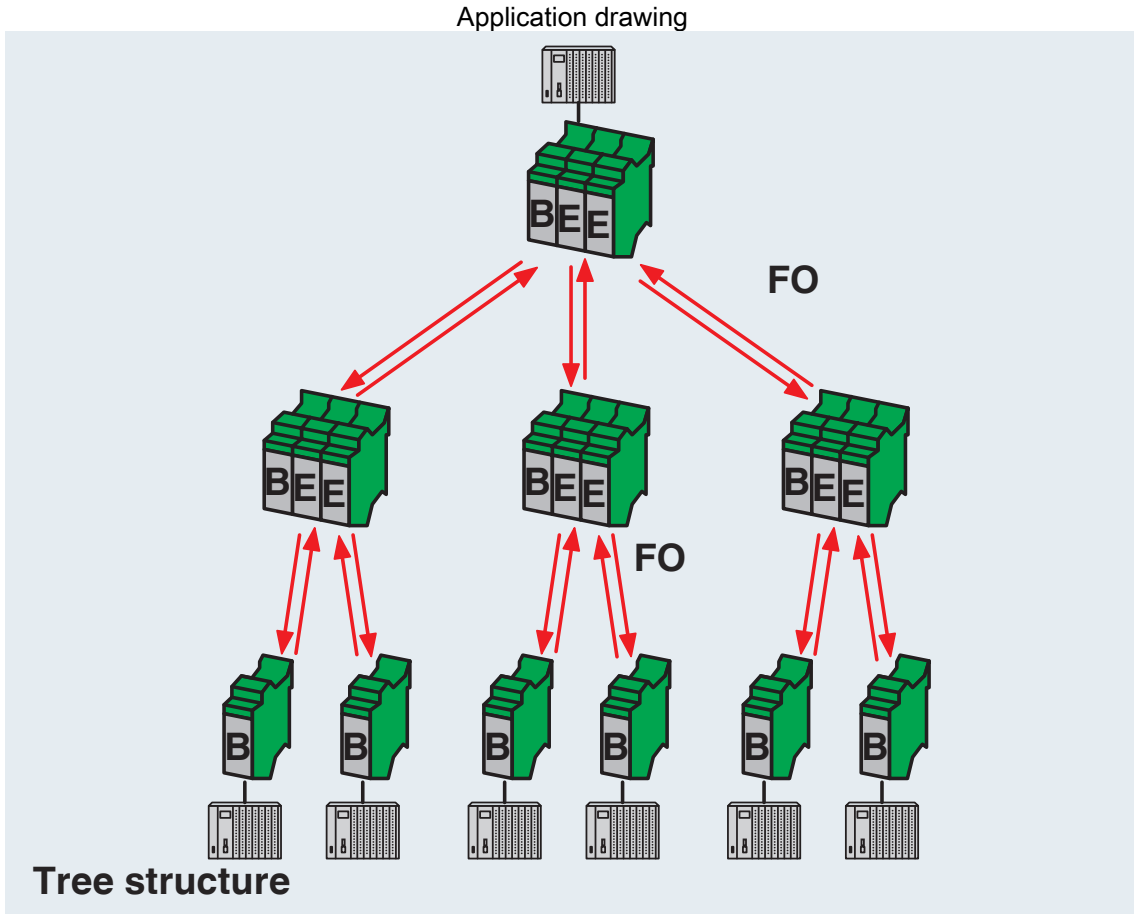 Application drawing
BEE
FO
BEE BEE BEE
FO
B B B B B B
Tree structure